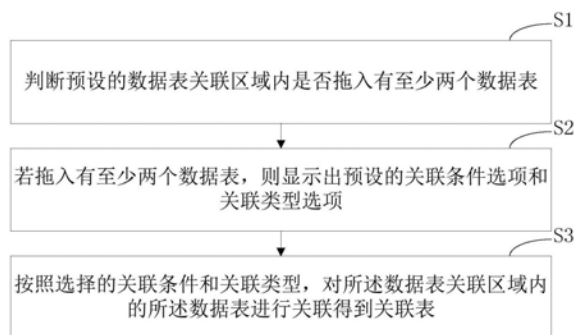 S1
判断预设的数据表关联区域内是否拖入有至少两个数据表
S2
若拖入有至少两个数据表，则显示出预设的关联条件选项和
关联类型选项
S3
按照选择的关联条件和关联类型，对所述数据表关联区域内
的所述数据表进行关联得到关联表